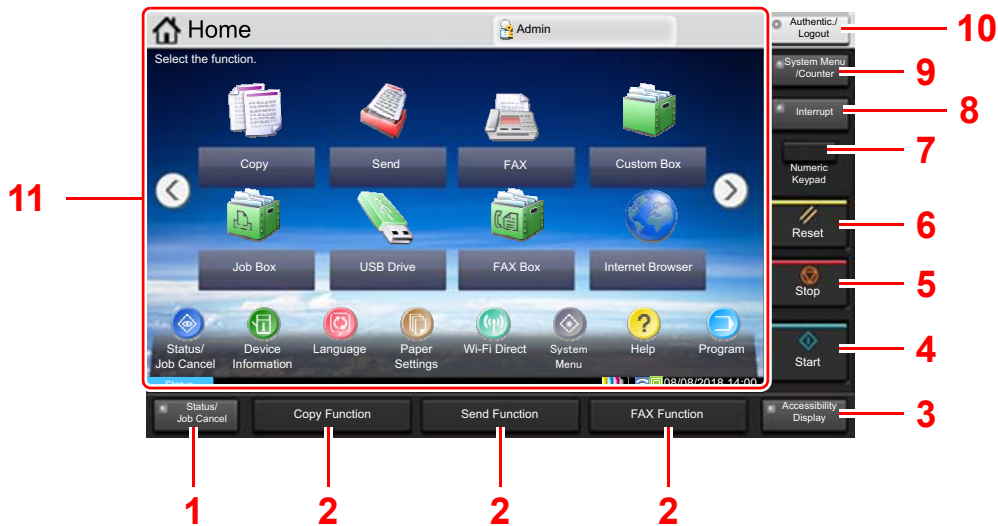 Home
Admin
Authentic./
Logout
10
Select the function.
System Menu
/Counter
9
Interrupt
8
Copy
Send
FAX
Custom Box
7
Numeric
Keypad
11
Reset
6
Job Box
USB Drive
FAX Box
Internet Browser
Stop
5
Status/
Job Cancel
Device
Information
Language
Paper
Settings
Wi-Fi Direct
System
Menu
?
Help
Program
Start
4
Status
08/08/2018 14:00
Status/
Job Cancel
Copy Function
Send Function
FAX Function
Accessibility
Display
3
1
2
2
2